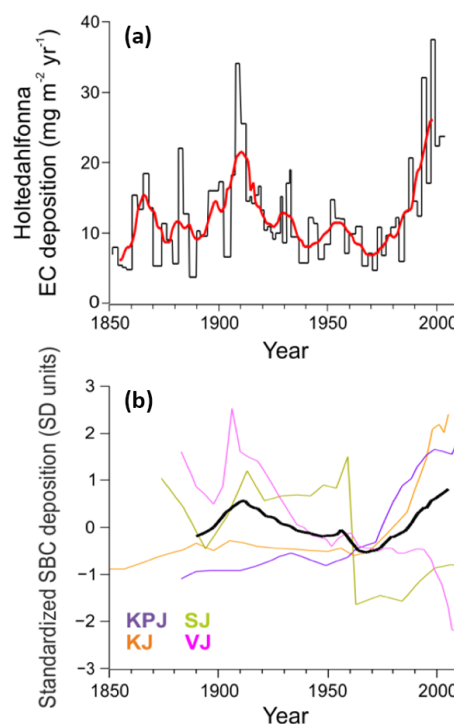 (a)
40
30
20
10
0
Holtedahlfonna
EC deposition (mg m⁻² yr⁻¹)
1850 1900 1950 2000
Year
(b)
3
2
1
0
−1
−2
−3
Standardized SBC deposition (SD units)
KPJ SJ
KJ VJ
1850 1900 1950 2000
Year